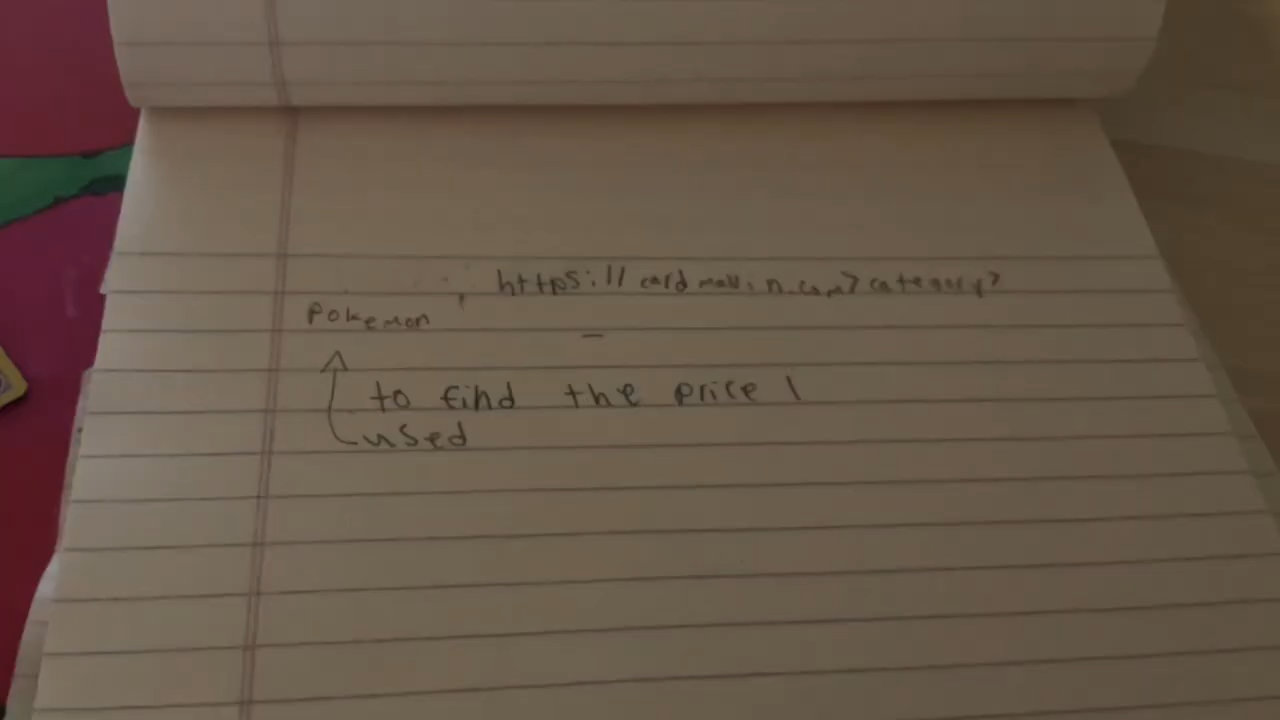 https://cardmavin.com>category>
pokemon
to find the price I
used